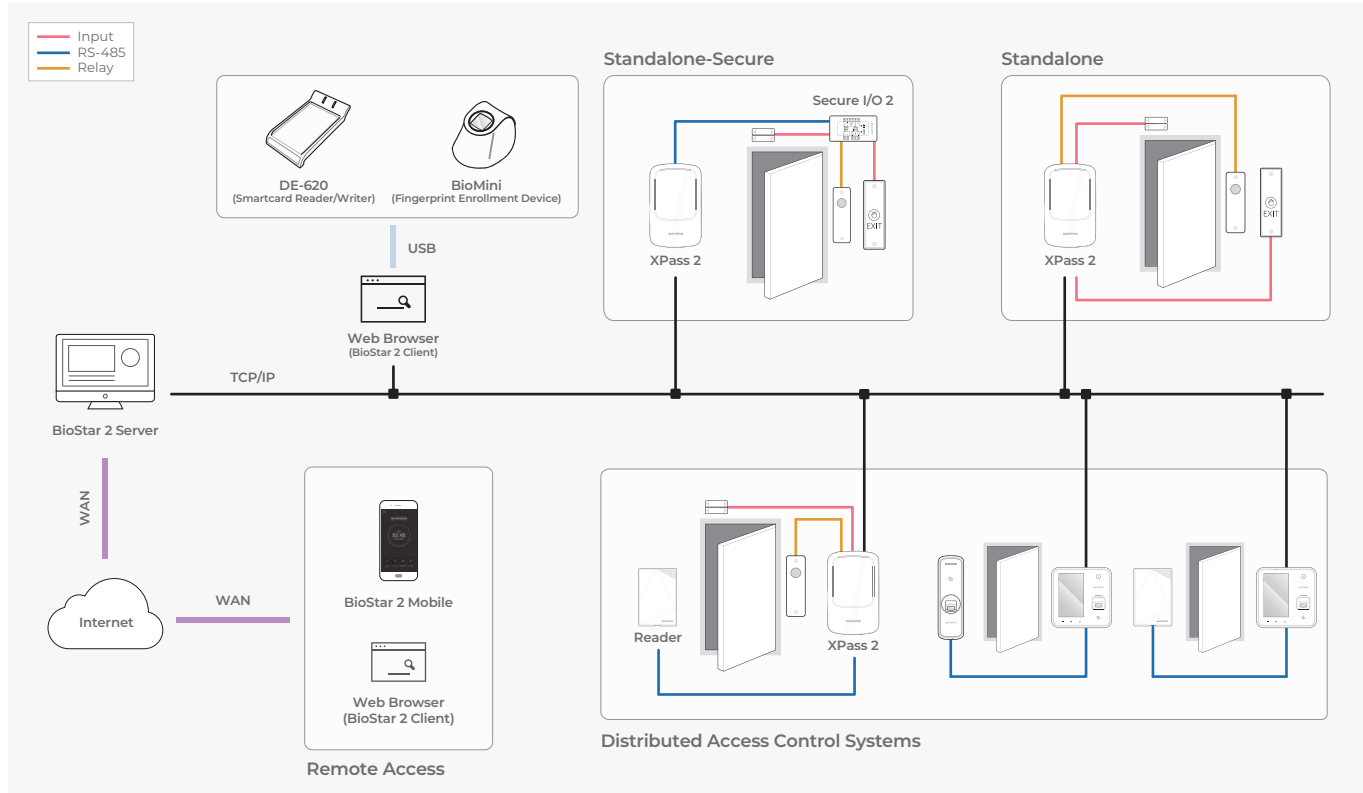 Input
RS-485
Relay
DE-620
(Smartcard Reader/Writer)
BioMini
(Fingerprint Enrollment Device)
USB
Web Browser
(BioStar 2 Client)
Standalone-Secure
Secure I/O 2
EXIT
XPass 2
Standalone
EXIT
XPass 2
TCP/IP
BioStar 2 Server
WAN
Internet
WAN
BioStar 2 Mobile
Web Browser
(BioStar 2 Client)
Remote Access
Reader
XPass 2
Distributed Access Control Systems